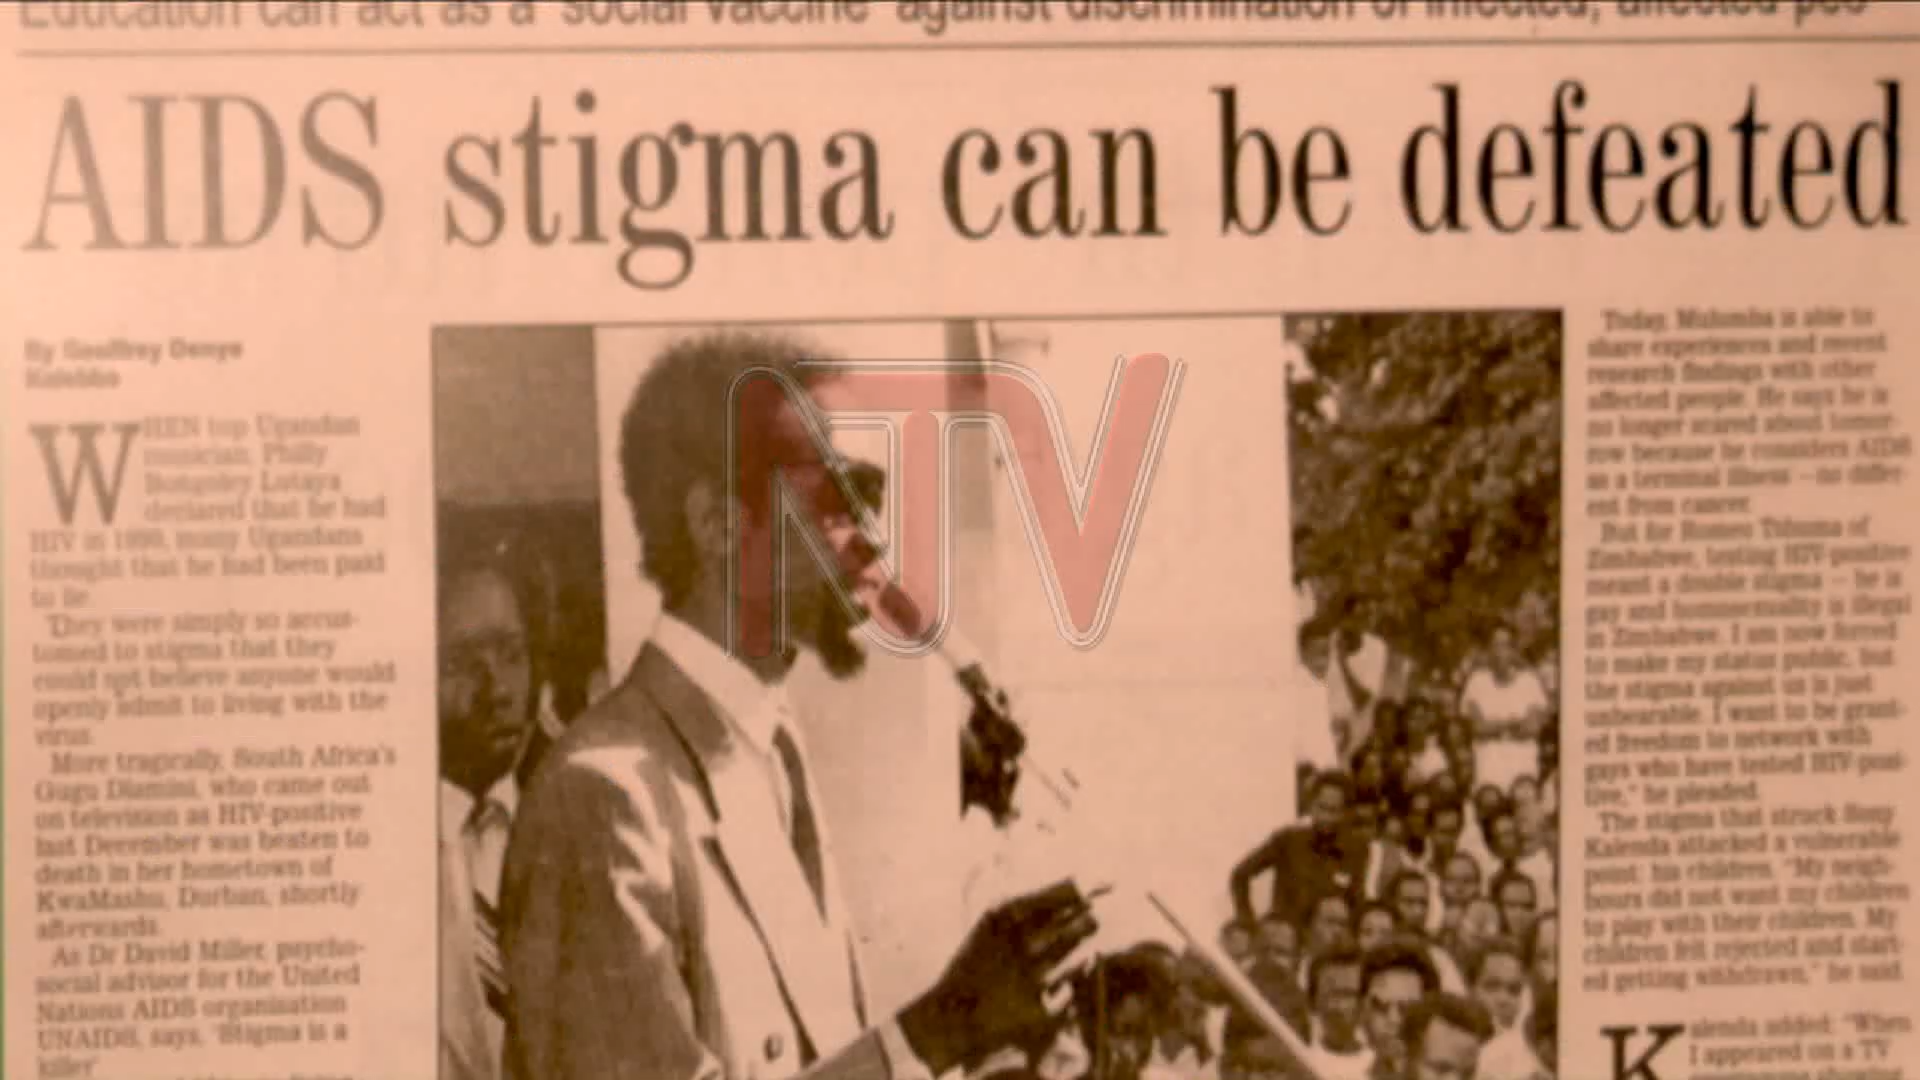 Education can act as a 'social vaccine' against discrimination of infected, affected peo
AIDS stigma can be defeated
By Geoffrey Denye
Kalebbo
WHEN top Ugandan
musician, Philly
Bongoley Lutaya
declared that he had
HIV in many Ugandans
thought that he had been paid
to lie.
They were simply so accus-
tomed to stigma that they
could not believe anyone would
openly admit to living with the
virus.
More tragically, South Africa's
Gugu Dlamini, who came out
on television as HIV-positive
last December was beaten to
death in her hometown of
KwaMashu, Durban, shortly
afterwards.
As Dr David Miller, psycho-
social advisor for the United
Nations AIDS organisation
UNAIDS, says, 'Stigma is a
killer'
NTV
Today, Mulumba is able to
share experiences and recent
research findings with other
affected people. He says he is
no longer scared about tomor-
row because he considers AIDS
as a terminal illness – no differ-
ent from cancer.
But for Romeo Tshuma of
Zimbabwe, testing HIV-positive
meant a double stigma – he is
gay and homosexuality is illegal
in Zimbabwe. I am now forced
to make my status public, but
the stigma against us is just
unbearable. I want to be grant-
ed freedom to network with
gays who have tested HIV-posi-
tive," he pleaded.
The stigma that struck
Kalenda attacked a vulnerable
point: his children. "My neigh-
bours did not want my children
to play with their children. My
children felt rejected and start-
ed getting withdrawn," he said.
Kalenda added: "When
I appeared on a TV